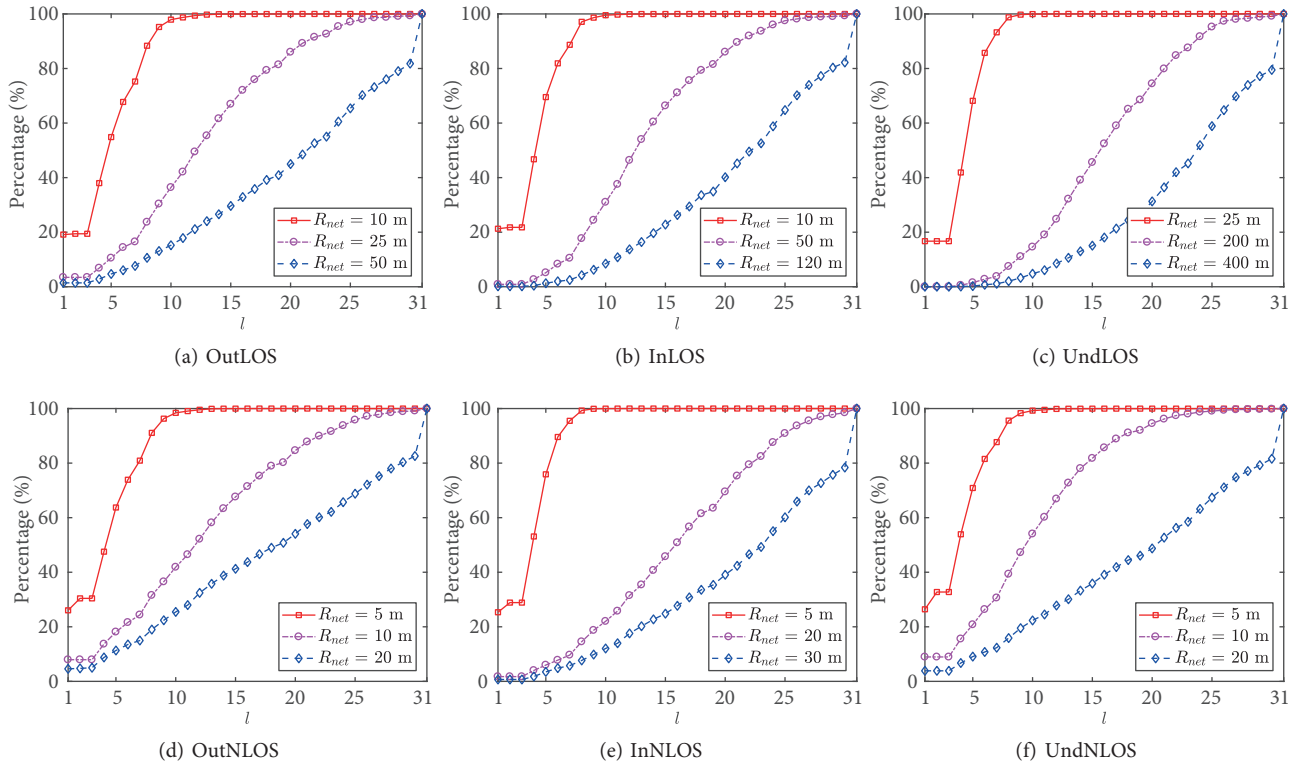 100
80
60
40
20
0
Percentage (%)
R_net = 10 m
R_net = 25 m
R_net = 50 m
1 5 10 15 20 25 31
l
(a) OutLOS
100
80
60
40
20
0
Percentage (%)
R_net = 10 m
R_net = 50 m
R_net = 120 m
1 5 10 15 20 25 31
l
(b) InLOS
100
80
60
40
20
0
Percentage (%)
R_net = 25 m
R_net = 200 m
R_net = 400 m
1 5 10 15 20 25 31
l
(c) UndLOS
100
80
60
40
20
0
Percentage (%)
R_net = 5 m
R_net = 10 m
R_net = 20 m
1 5 10 15 20 25 31
l
(d) OutNLOS
100
80
60
40
20
0
Percentage (%)
R_net = 5 m
R_net = 20 m
R_net = 30 m
1 5 10 15 20 25 31
l
(e) InNLOS
100
80
60
40
20
0
Percentage (%)
R_net = 5 m
R_net = 10 m
R_net = 20 m
1 5 10 15 20 25 31
l
(f) UndNLOS